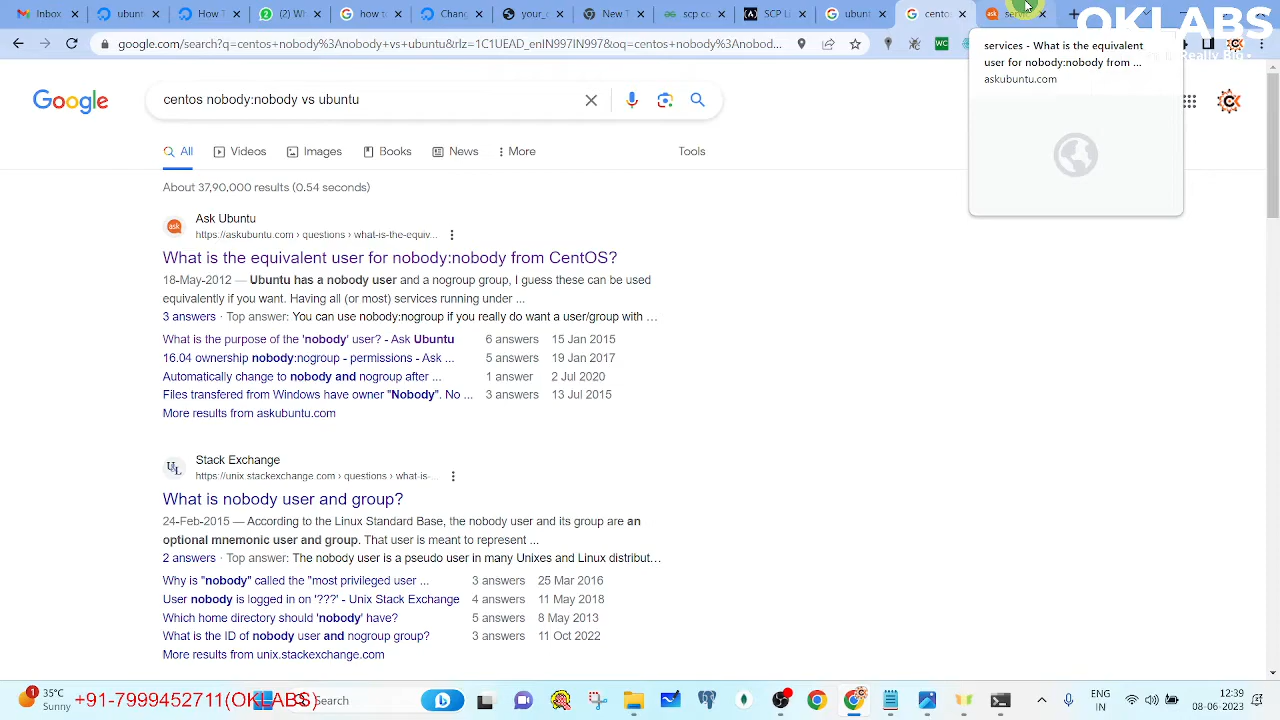 Inbox
ubunt
How T
(2) W
ubunt
Chang
your_
New T
scp cc
SCP Li
ubunt
cento
servic
OKLABS
Really Big
google.com/search?q=centos+nobody%3Anobody+vs+ubuntu&rlz=1C1UEAD_enIN997IN998&oq=centos+nobody%3Anobod...
services - What is the equivalent
user for nobody:nobody from ...
askubuntu.com
Google
centos nobody:nobody vs ubuntu
All
Videos
Images
Books
News
More
Tools
About 37,90,000 results (0.54 seconds)
Ask Ubuntu
https://askubuntu.com › questions › what-is-the-equiv...
What is the equivalent user for nobody:nobody from CentOS?
18-May-2012 — Ubuntu has a nobody user and a nogroup group, I guess these can be used
equivalently if you want. Having all (or most) services running under ...
3 answers · Top answer: You can use nobody:nogroup if you really do want a user/group with ...
What is the purpose of the 'nobody' user? - Ask Ubuntu 6 answers 15 Jan 2015
16.04 ownership nobody:nogroup - permissions - Ask ... 5 answers 19 Jan 2017
Automatically change to nobody and nogroup after ... 1 answer 2 Jul 2020
Files transfered from Windows have owner "Nobody". No ... 3 answers 13 Jul 2015
More results from askubuntu.com
Stack Exchange
https://unix.stackexchange.com › questions › what-is-...
What is nobody user and group?
24-Feb-2015 — According to the Linux Standard Base, the nobody user and its group are an
optional mnemonic user and group. That user is meant to represent ...
2 answers · Top answer: The nobody user is a pseudo user in many Unixes and Linux distribut...
Why is "nobody" called the "most privileged user ... 3 answers 25 Mar 2016
User nobody is logged in on '???' - Unix Stack Exchange 4 answers 11 May 2018
Which home directory should 'nobody' have? 5 answers 8 May 2013
What is the ID of nobody user and nogroup group? 3 answers 11 Oct 2022
More results from unix.stackexchange.com
35°C
Sunny
+91-7999452711(OKLABS)
Search
ENG
IN
12:39
08-06-2023